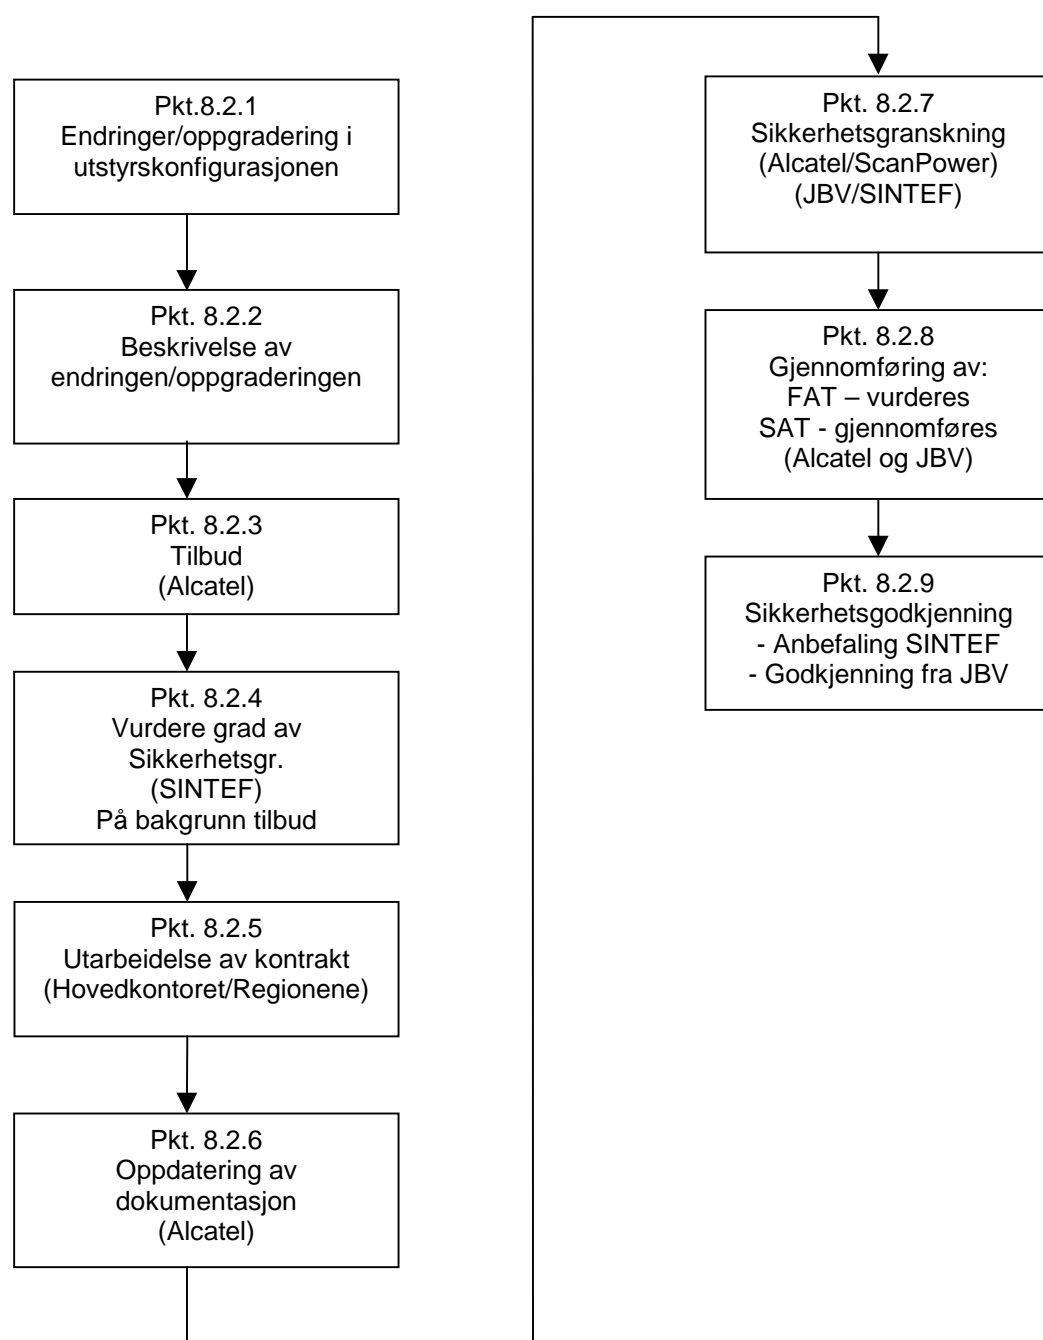 Pkt.8.2.1
Endringer/oppgradering i
utstyrskonfigurasjonen
Pkt. 8.2.2
Beskrivelse av
endringen/oppgraderingen
Pkt. 8.2.3
Tilbud
(Alcatel)
Pkt. 8.2.4
Vurdere grad av
Sikkerhetsgr.
(SINTEF)
På bakgrunn tilbud
Pkt. 8.2.5
Utarbeidelse av kontrakt
(Hovedkontoret/Regionene)
Pkt. 8.2.6
Oppdatering av
dokumentasjon
(Alcatel)
Pkt. 8.2.7
Sikkerhetsgranskning
(Alcatel/ScanPower)
(JBV/SINTEF)
Pkt. 8.2.8
Gjennomføring av:
FAT – vurderes
SAT - gjennomføres
(Alcatel og JBV)
Pkt. 8.2.9
Sikkerhetsgodkjenning
- Anbefaling SINTEF
- Godkjenning fra JBV